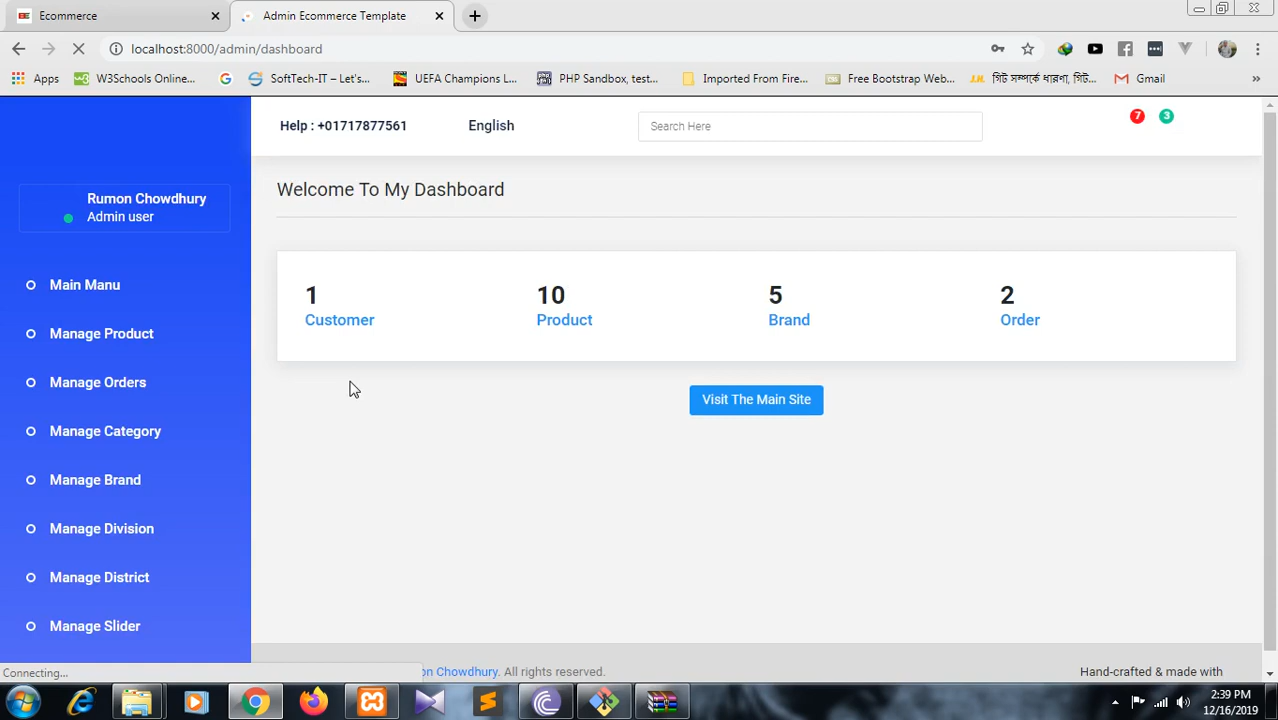 Ecommerce
Admin Ecommerce Template
localhost:8000/admin/dashboard
Apps
W3Schools Online...
SoftTech-IT – Let's...
UEFA Champions L...
PHP Sandbox, test...
Imported From Fire...
Free Bootstrap Web...
গিট সম্পর্কে ধারণা, গিট...
Gmail
Help : +01717877561
English
Search Here
7
3
Rumon Chowdhury
Admin user
Welcome To My Dashboard
1
Customer
10
Product
5
Brand
2
Order
Visit The Main Site
Main Manu
Manage Product
Manage Orders
Manage Category
Manage Brand
Manage Division
Manage District
Manage Slider
Connecting...
on Chowdhury. All rights reserved.
Hand-crafted & made with
2:39 PM
12/16/2019